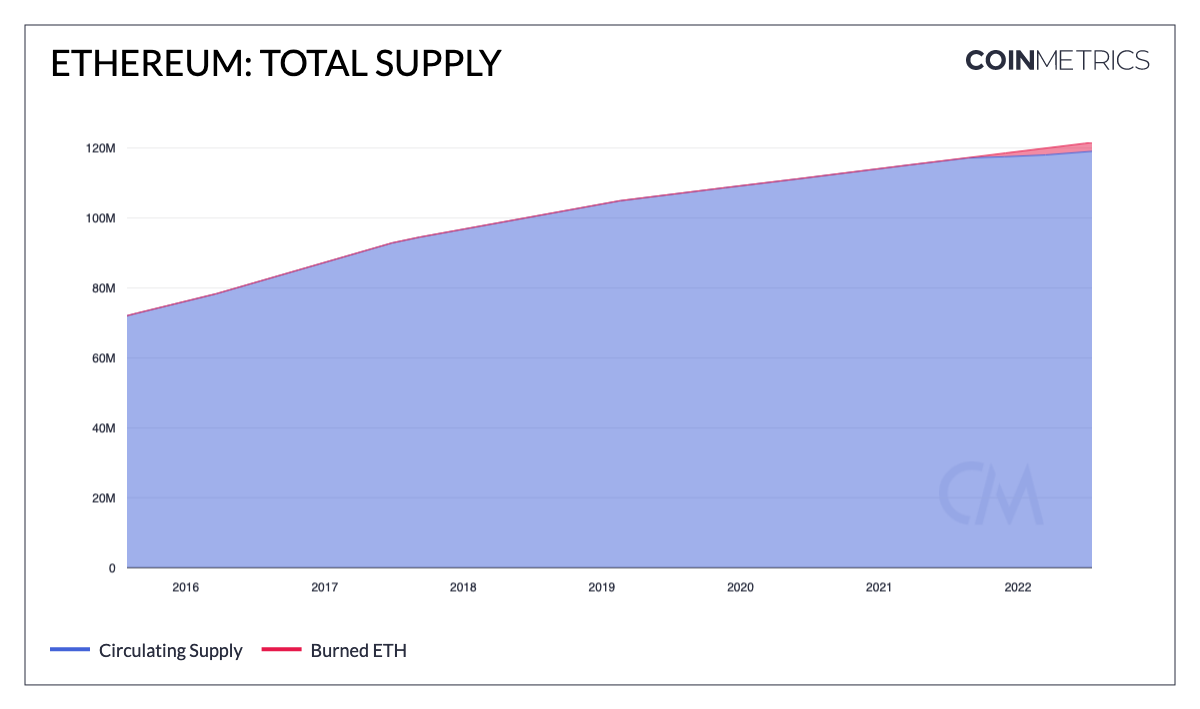 ETHEREUM: TOTAL SUPPLY
COINMETRICS
120M
100M
80M
60M
40M
20M
0
2016 2017 2018 2019 2020 2021 2022
CM
Circulating Supply Burned ETH